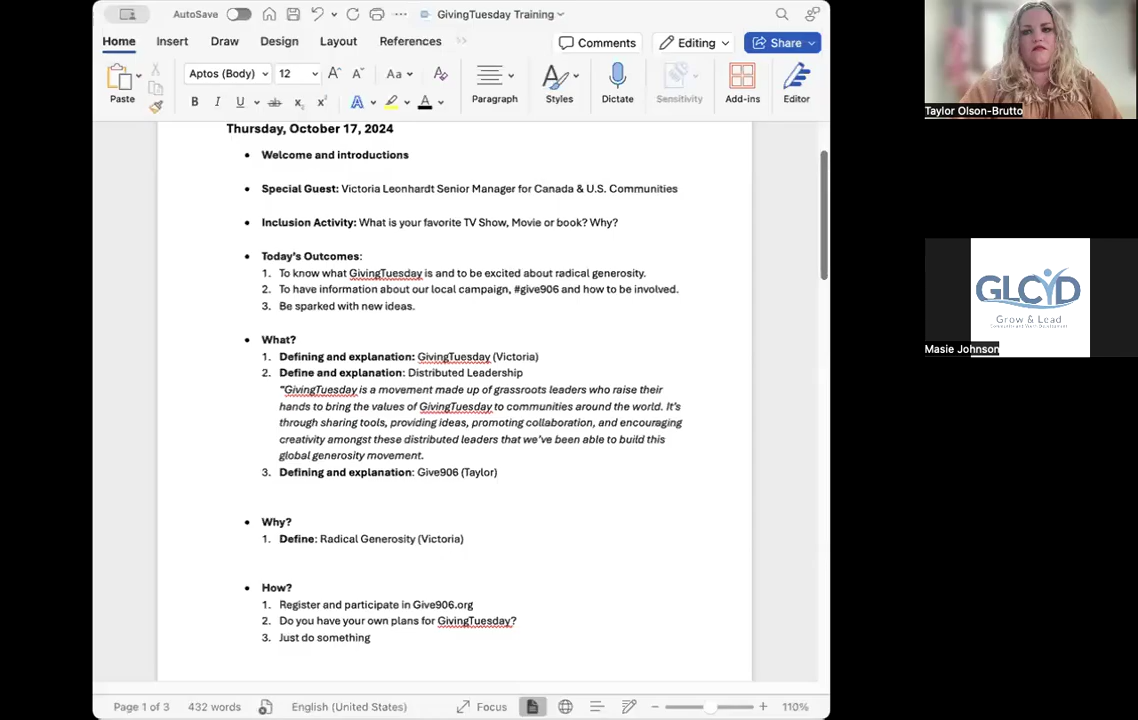 AutoSave
GivingTuesday Training
Home Insert Draw Design Layout References
Comments Editing Share
Aptos (Body) 12 Aa
Paste Paragraph Styles Dictate Sensitivity Add-ins Editor
Thursday, October 17, 2024
• Welcome and introductions
• Special Guest: Victoria Leonhardt Senior Manager for Canada & U.S. Communities
• Inclusion Activity: What is your favorite TV Show, Movie or book? Why?
• Today's Outcomes:
1. To know what GivingTuesday is and to be excited about radical generosity.
2. To have information about our local campaign, #give906 and how to be involved.
3. Be sparked with new ideas.
• What?
1. Defining and explanation: GivingTuesday (Victoria)
2. Define and explanation: Distributed Leadership
"GivingTuesday is a movement made up of grassroots leaders who raise their
hands to bring the values of GivingTuesday to communities around the world. It's
through sharing tools, providing ideas, promoting collaboration, and encouraging
creativity amongst these distributed leaders that we've been able to build this
global generosity movement.
3. Defining and explanation: Give906 (Taylor)
• Why?
1. Define: Radical Generosity (Victoria)
• How?
1. Register and participate in Give906.org
2. Do you have your own plans for GivingTuesday?
3. Just do something
Page 1 of 3 432 words English (United States) Focus 110%
Taylor Olson-Brutto
GLCYD
Grow & Lead
Masie Johnson